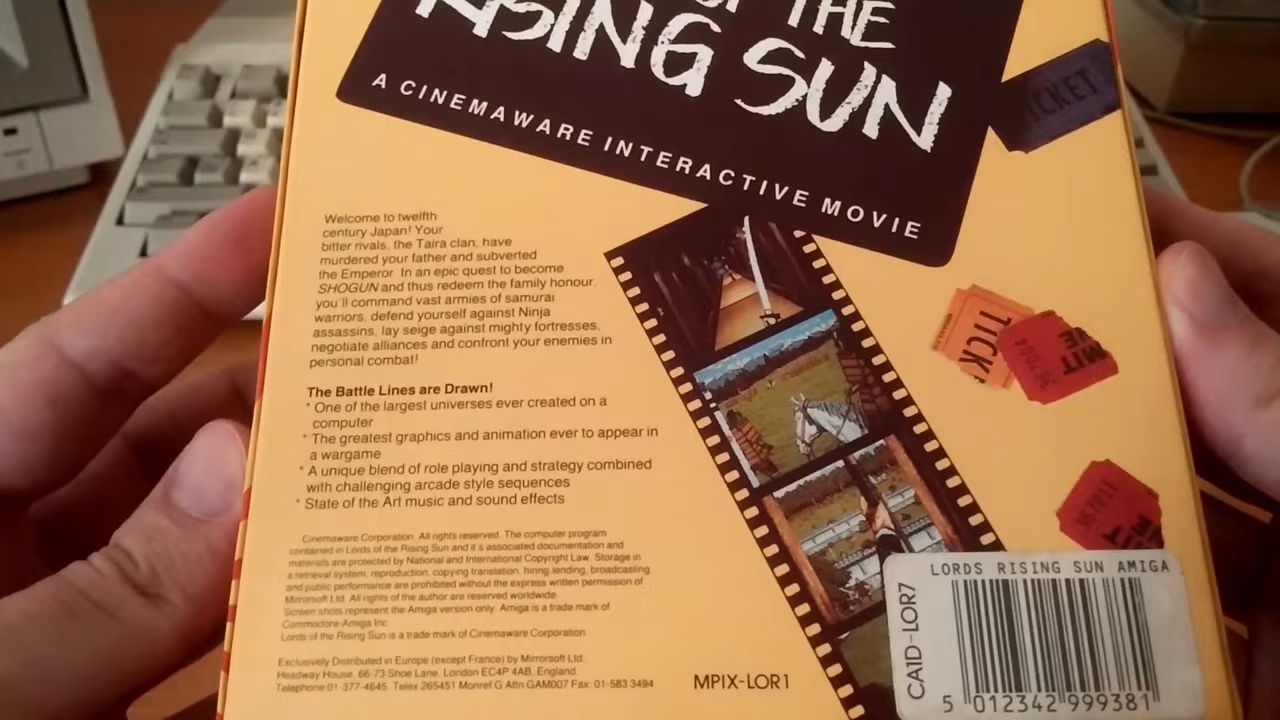 OF THE
RISING SUN
A CINEMAWARE INTERACTIVE MOVIE
TICKET
Welcome to twelfth
century Japan! Your
bitter rivals, the Taira clan, have
murdered your father and subverted
the Emperor. In an epic quest to become
SHOGUN and thus redeem the family honour,
you'll command vast armies of samurai
warriors, defend yourself against Ninja
assassins, lay seige against mighty fortresses,
negotiate alliances and confront your enemies in
personal combat!
The Battle Lines are Drawn!
* One of the largest universes ever created on a
computer
* The greatest graphics and animation ever to appear in
a wargame
* A unique blend of role playing and strategy combined
with challenging arcade style sequences
* State of the Art music and sound effects
Cinemaware Corporation. All rights reserved. The computer program
contained in Lords of the Rising Sun and it's associated documentation and
materials are protected by National and International Copyright Law. Storage in
a retrieval system, reproduction, copying translation, hiring, lending, broadcasting
and public performance are prohibited without the express written permission of
Mirrorsoft Ltd. All rights of the author are reserved worldwide.
Screen shots represent the Amiga version only. Amiga is a trade mark of
Commodore-Amiga Inc.
Lords of the Rising Sun is a trade mark of Cinemaware Corporation.
Exclusively Distributed in Europe (except France) by Mirrorsoft Ltd.
Headway House, 66-73 Shoe Lane, London EC4P 4AB, England.
Telephone 01-377-4645. Telex 265451 Monref G Attn GAM007 Fax: 01-583 3494
MPIX-LOR1
TICK
MIT
367004
LORDS RISING SUN AMIGA
CAID-LOR7
5 012342 999381